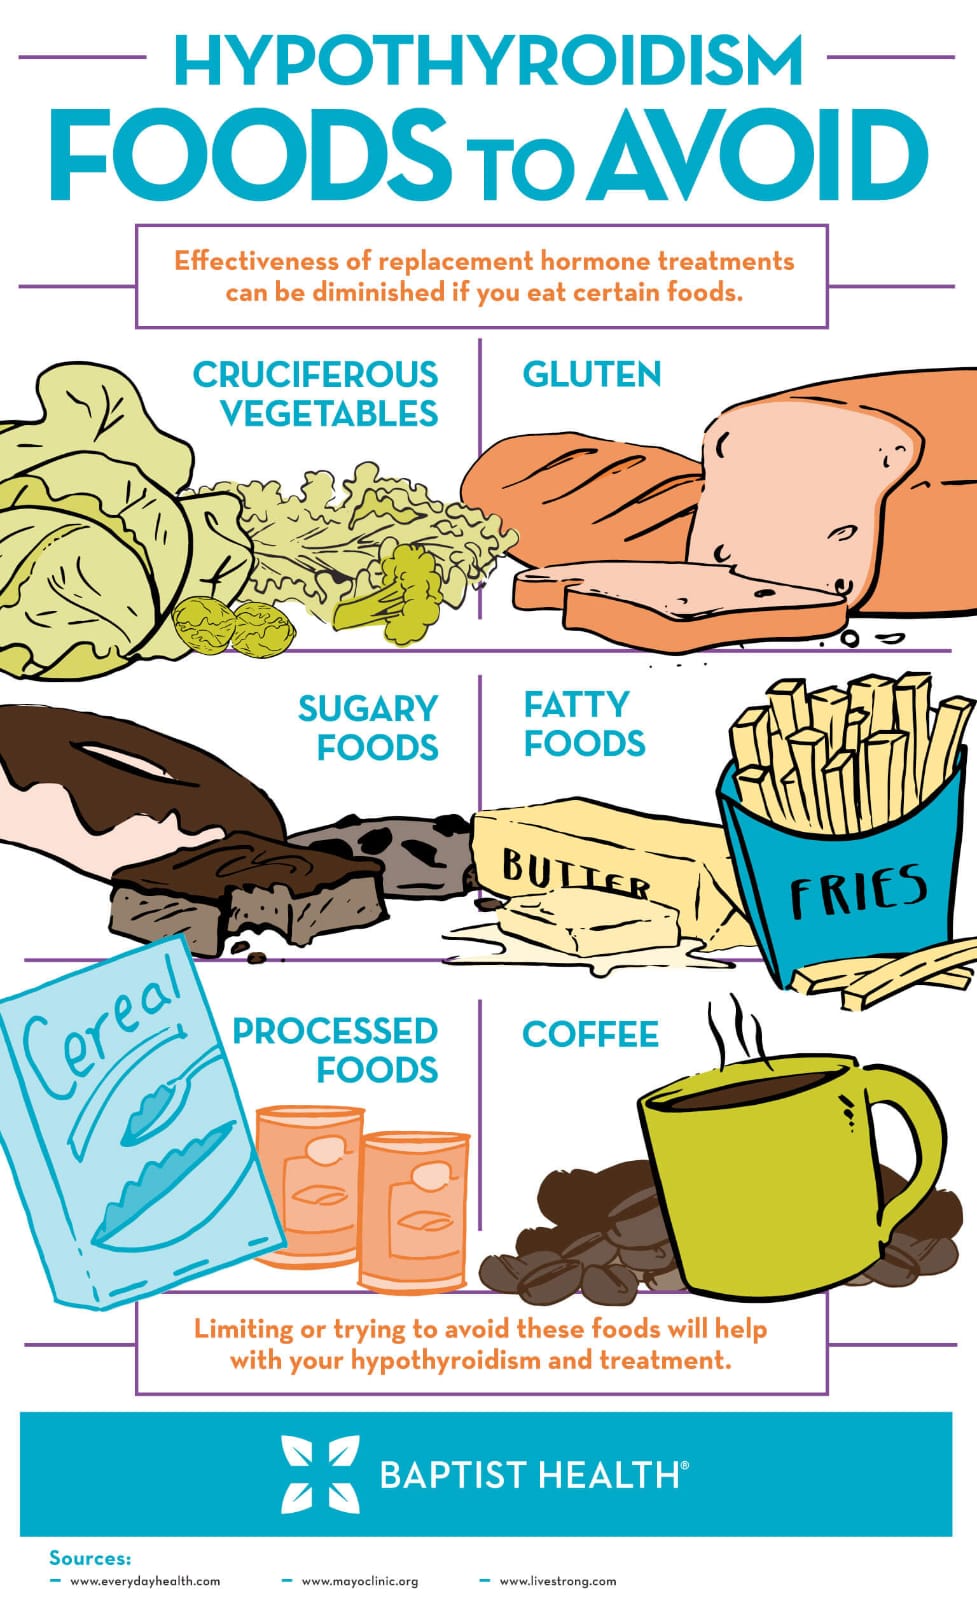 HYPOTHYROIDISM
FOODS TO AVOID
Effectiveness of replacement hormone treatments
can be diminished if you eat certain foods.
CRUCIFEROUS
VEGETABLES
GLUTEN
SUGARY
FOODS
FATTY
FOODS
BUTTER
FRIES
Cereal
PROCESSED
FOODS
COFFEE
Limiting or trying to avoid these foods will help
with your hypothyroidism and treatment.
BAPTIST HEALTH®
Sources:
– www.everydayhealth.com – www.mayoclinic.org – www.livestrong.com